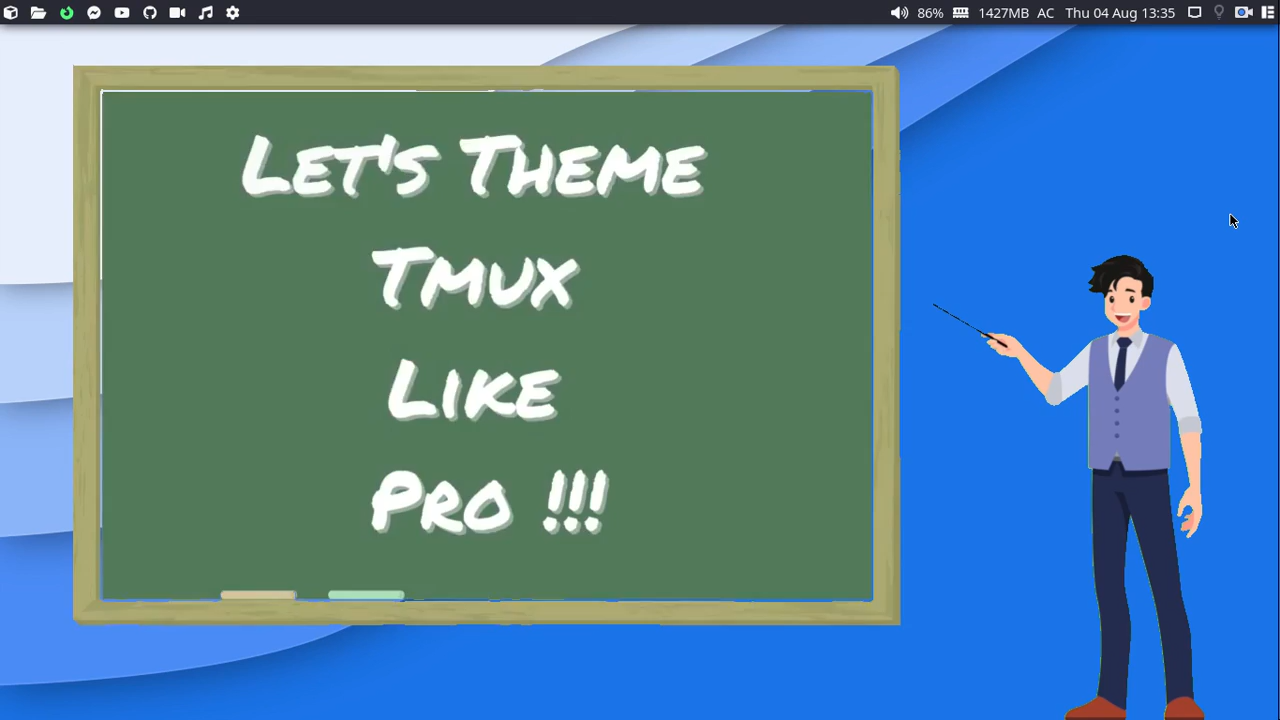 86% 1427MB AC Thu 04 Aug 13:35
LET'S THEME
TMUX
LIKE
PRO !!!